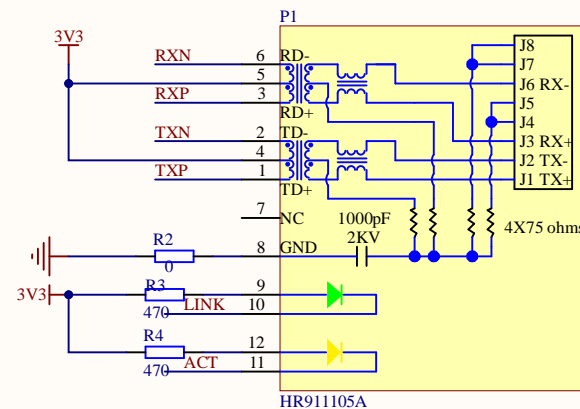 P1
3V3
RXN 6 RD- J8
5 J7
RXP 3 RD+ J6 RX-
J5
J4
TXN 2 TD- J3 RX+
4 J2 TX-
TXP 1 TD+ J1 TX+
7 NC
1000pF
2KV
4X75 ohms
R2
0
8 GND
3V3
R3
470
LINK
9
10
R4
470
ACT
12
11
HR911105A